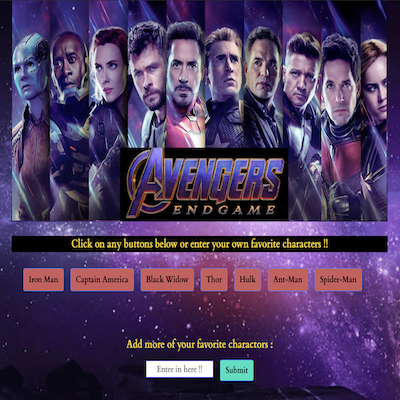 AVENGERS
ENDGAME
Click on any buttons below or enter your own favorite characters !!
Iron Man Captain America Black Widow Thor Hulk Ant-Man Spider-Man
Add more of your favorite charactors :
Enter in here !! Submit